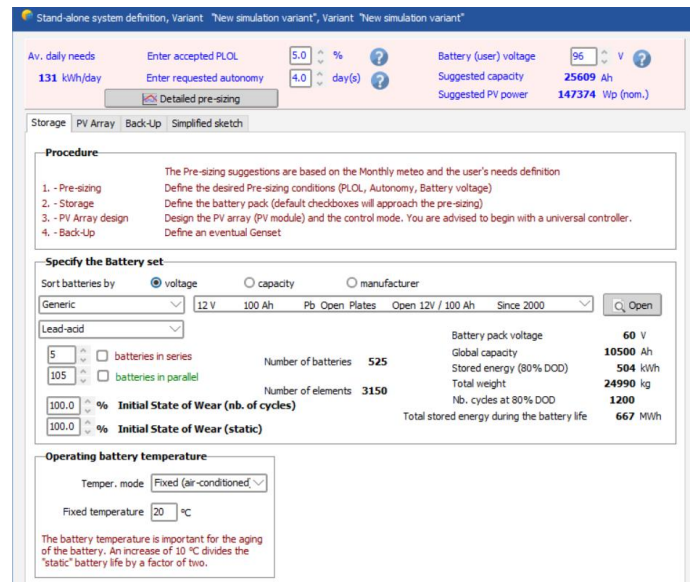 Stand-alone system definition, Variant "New simulation variant", Variant "New simulation variant"
Av. daily needs Enter accepted PLOL 5.0 % ? Battery (user) voltage 96 V ?
131 kWh/day Enter requested autonomy 4.0 day(s) ? Suggested capacity 25609 Ah
Detailed pre-sizing Suggested PV power 147374 Wp (nom.)
Storage PV Array Back-Up Simplified sketch
Procedure
The Pre-sizing suggestions are based on the Monthly meteo and the user's needs definition
1. - Pre-sizing Define the desired Pre-sizing conditions (PLOL, Autonomy, Battery voltage)
2. - Storage Define the battery pack (default checkboxes will approach the pre-sizing)
3. - PV Array design Design the PV array (PV module) and the control mode. You are advised to begin with a universal controller.
4. - Back-Up Define an eventual Genset
Specify the Battery set
Sort batteries by voltage capacity manufacturer
Generic 12 V 100 Ah Pb Open Plates Open 12V / 100 Ah Since 2000 Open
Lead-acid
5 batteries in series
105 batteries in parallel
Number of batteries 525
Number of elements 3150
100.0 % Initial State of Wear (nb. of cycles)
100.0 % Initial State of Wear (static)
Battery pack voltage 60 V
Global capacity 10500 Ah
Stored energy (80% DOD) 504 kWh
Total weight 24990 kg
Nb. cycles at 80% DOD 1200
Total stored energy during the battery life 667 MWh
Operating battery temperature
Temper. mode Fixed (air-conditioned)
Fixed temperature 20 °C
The battery temperature is important for the aging
of the battery. An increase of 10 °C divides the
"static" battery life by a factor of two.